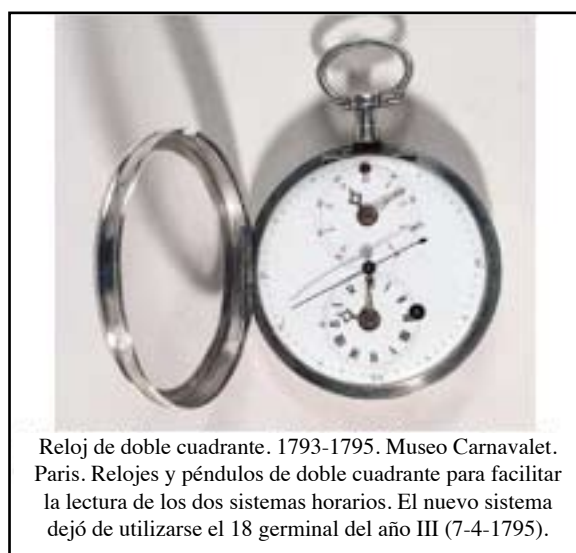 Reloj de doble cuadrante. 1793-1795. Museo Carnavalet.
Paris. Relojes y péndulos de doble cuadrante para facilitar
la lectura de los dos sistemas horarios. El nuevo sistema
dejó de utilizarse el 18 germinal del año III (7-4-1795).